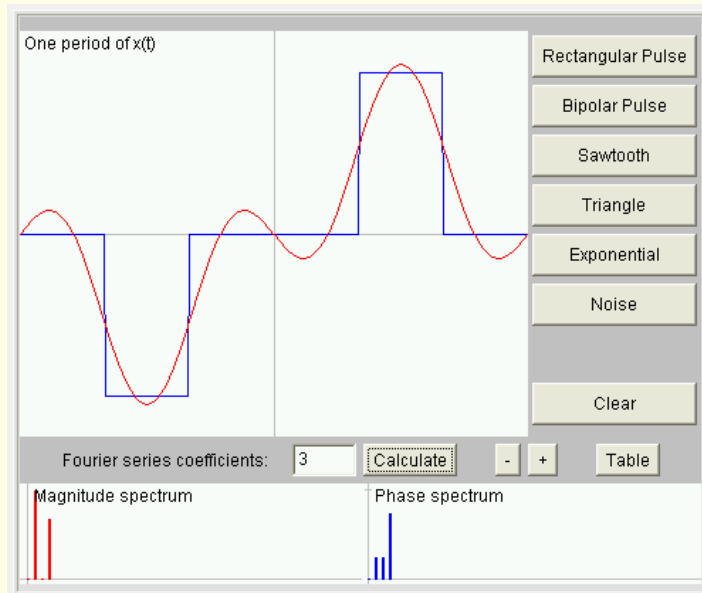 One period of x(t)
Rectangular Pulse
Bipolar Pulse
Sawtooth
Triangle
Exponential
Noise
Clear
Fourier series coefficients: 3 Calculate - + Table
Magnitude spectrum
Phase spectrum